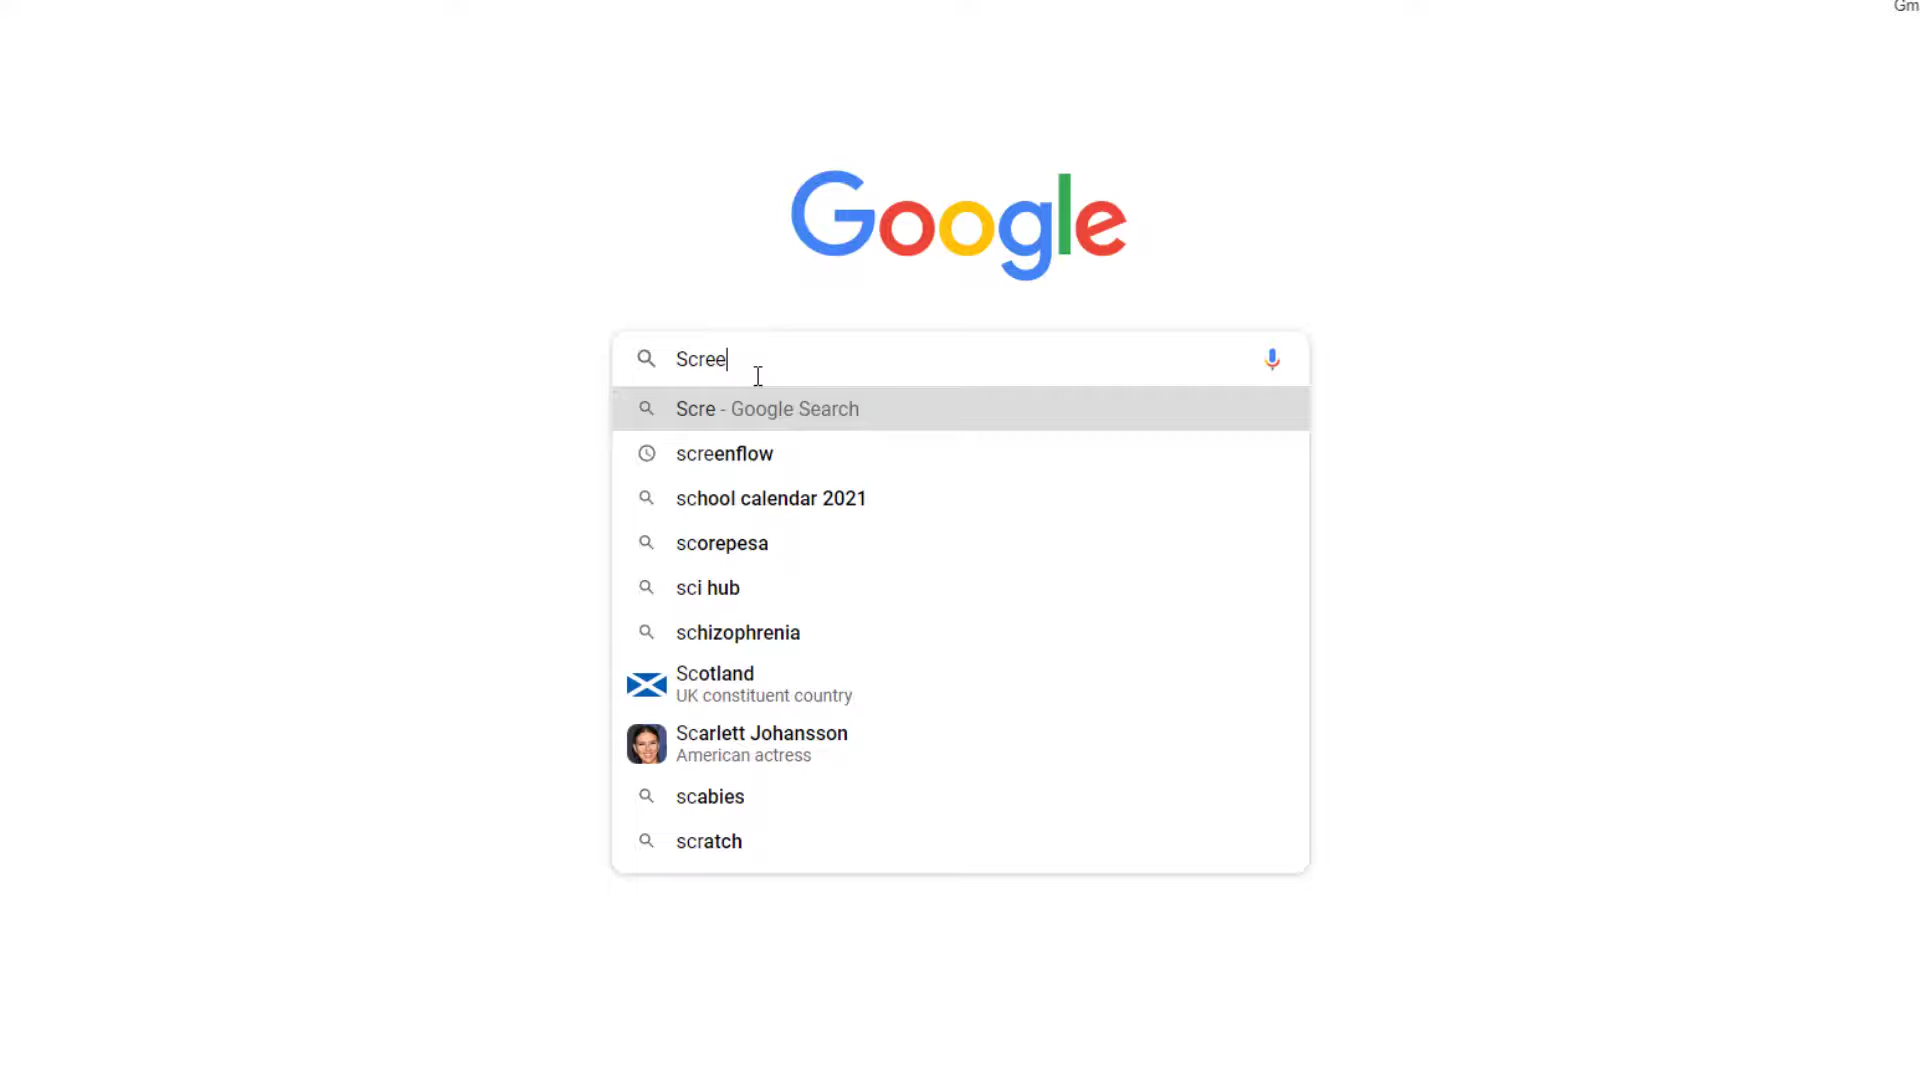 Gm
Google
Scree
Scre - Google Search
screenflow
school calendar 2021
scorepesa
sci hub
schizophrenia
Scotland
UK constituent country
Scarlett Johansson
American actress
scabies
scratch